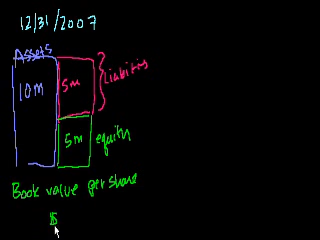 12/31/2007
Assets
10M
5M
Liabilities
5M
equity
Book value per share
$